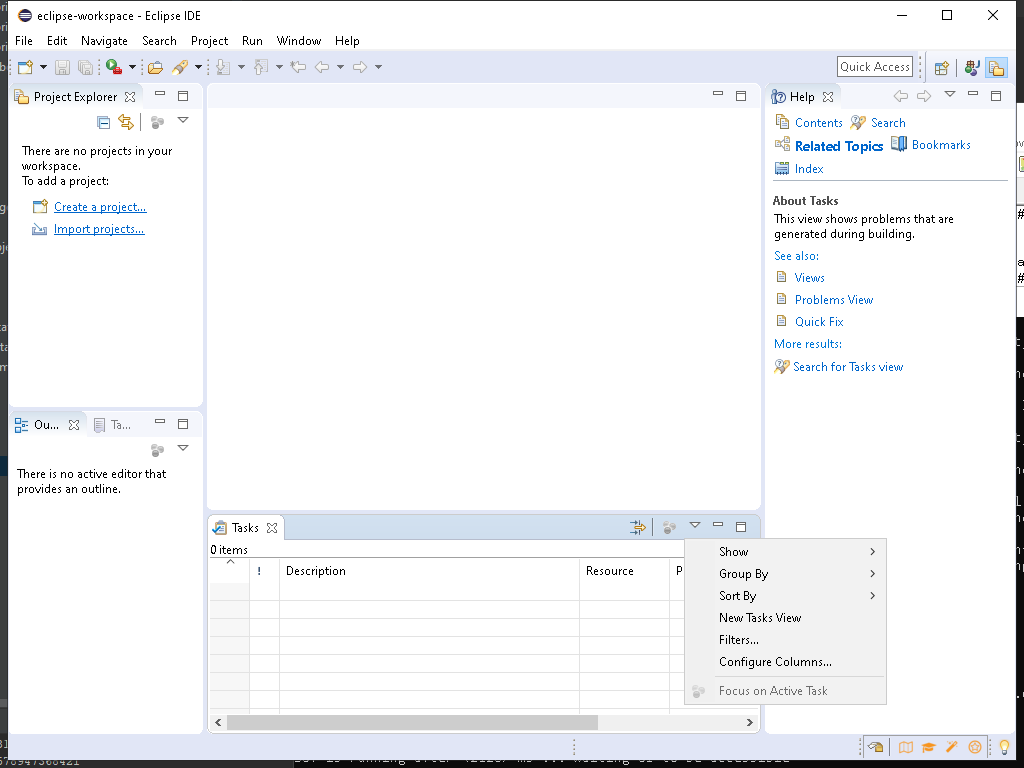 eclipse-workspace - Eclipse IDE
File Edit Navigate Search Project Run Window Help
Quick Access
Project Explorer
There are no projects in your
workspace.
To add a project:
Create a project...
Import projects...
Ou... Ta...
There is no active editor that
provides an outline.
Tasks
0 items
! Description Resource P
Show
Group By
Sort By
New Tasks View
Filters...
Configure Columns...
Focus on Active Task
Help
Contents Search
Related Topics Bookmarks
Index
About Tasks
This view shows problems that are
generated during building.
See also:
Views
Problems View
Quick Fix
More results:
Search for Tasks view